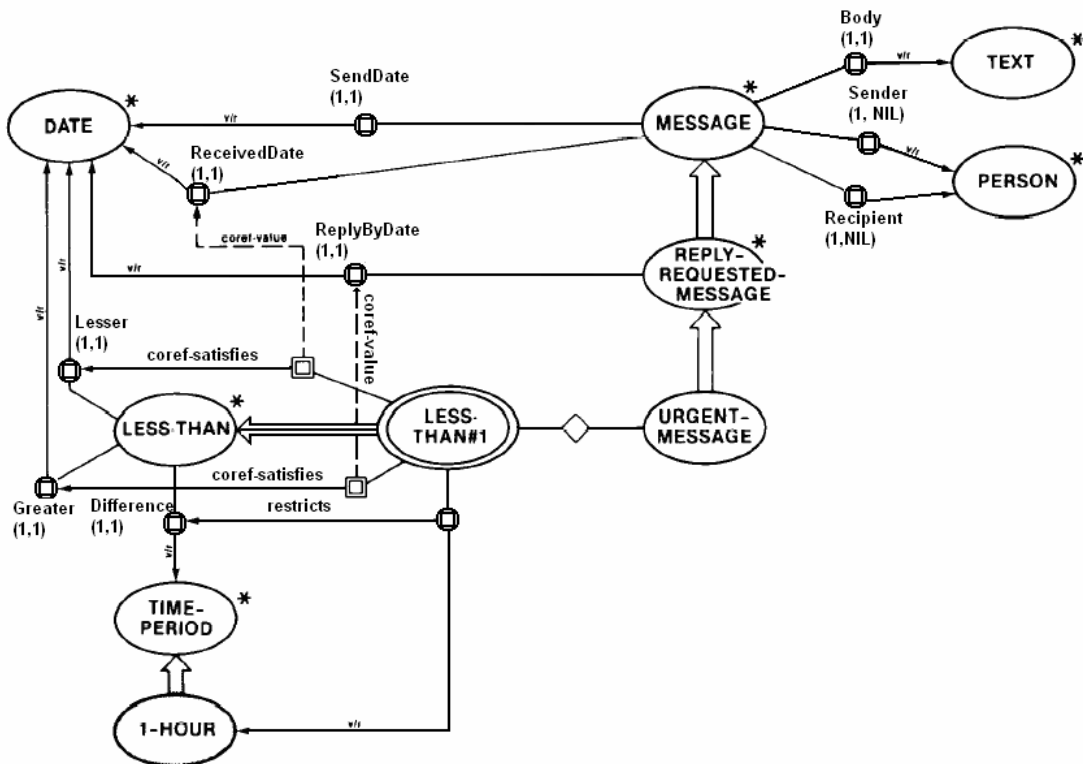 Body
(1,1)
TEXT
*
v/r
SendDate
(1,1)
Sender
(1, NIL)
*
*
DATE
v/r
MESSAGE
v/r
*
ReceivedDate
(1,1)
v/r
PERSON
Recipient
(1,NIL)
coref-value
ReplyByDate
(1,1)
*
REPLY-
REQUESTED-
MESSAGE
v/r
v/r
v/r
coref-value
Lesser
(1,1)
coref-satisfies
*
LESS-THAN
LESS-
THAN#1
URGENT-
MESSAGE
coref-satisfies
Greater
(1,1)
Difference
(1,1)
restricts
v/r
*
TIME-
PERIOD
1-HOUR
v/r